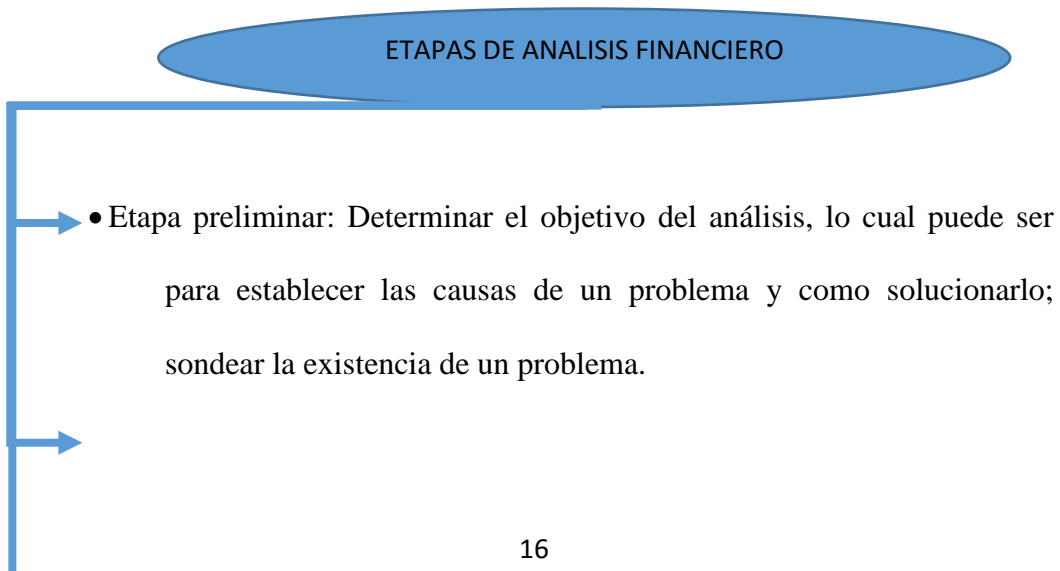 ETAPAS DE ANALISIS FINANCIERO
• Etapa preliminar: Determinar el objetivo del análisis, lo cual puede ser
para establecer las causas de un problema y como solucionarlo;
sondear la existencia de un problema.
16